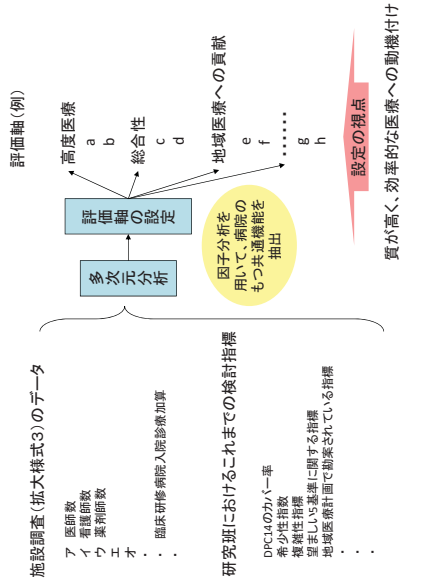 施設調査（拡大様式３）のデータ
ア　医師数
イ　看護師数
ウ　薬剤師数
エ
オ
・
・　臨床研修病院入院診療加算
・
研究班におけるこれまでの検討指標
DPC14のカバー率
希少性指数
複雑性指標
望ましい5基準に関する指標
地域医療計画で勘案されている指標
・
・
・
多次元分析
評価軸の設定
因子分析を
用いて、病院の
もつ共通機能を
抽出
評価軸（例）
高度医療
a
b
総合性
c
d
地域医療への貢献
e
f
‥‥‥
g
h
設定の視点
質が高く、効率的な医療への動機付け